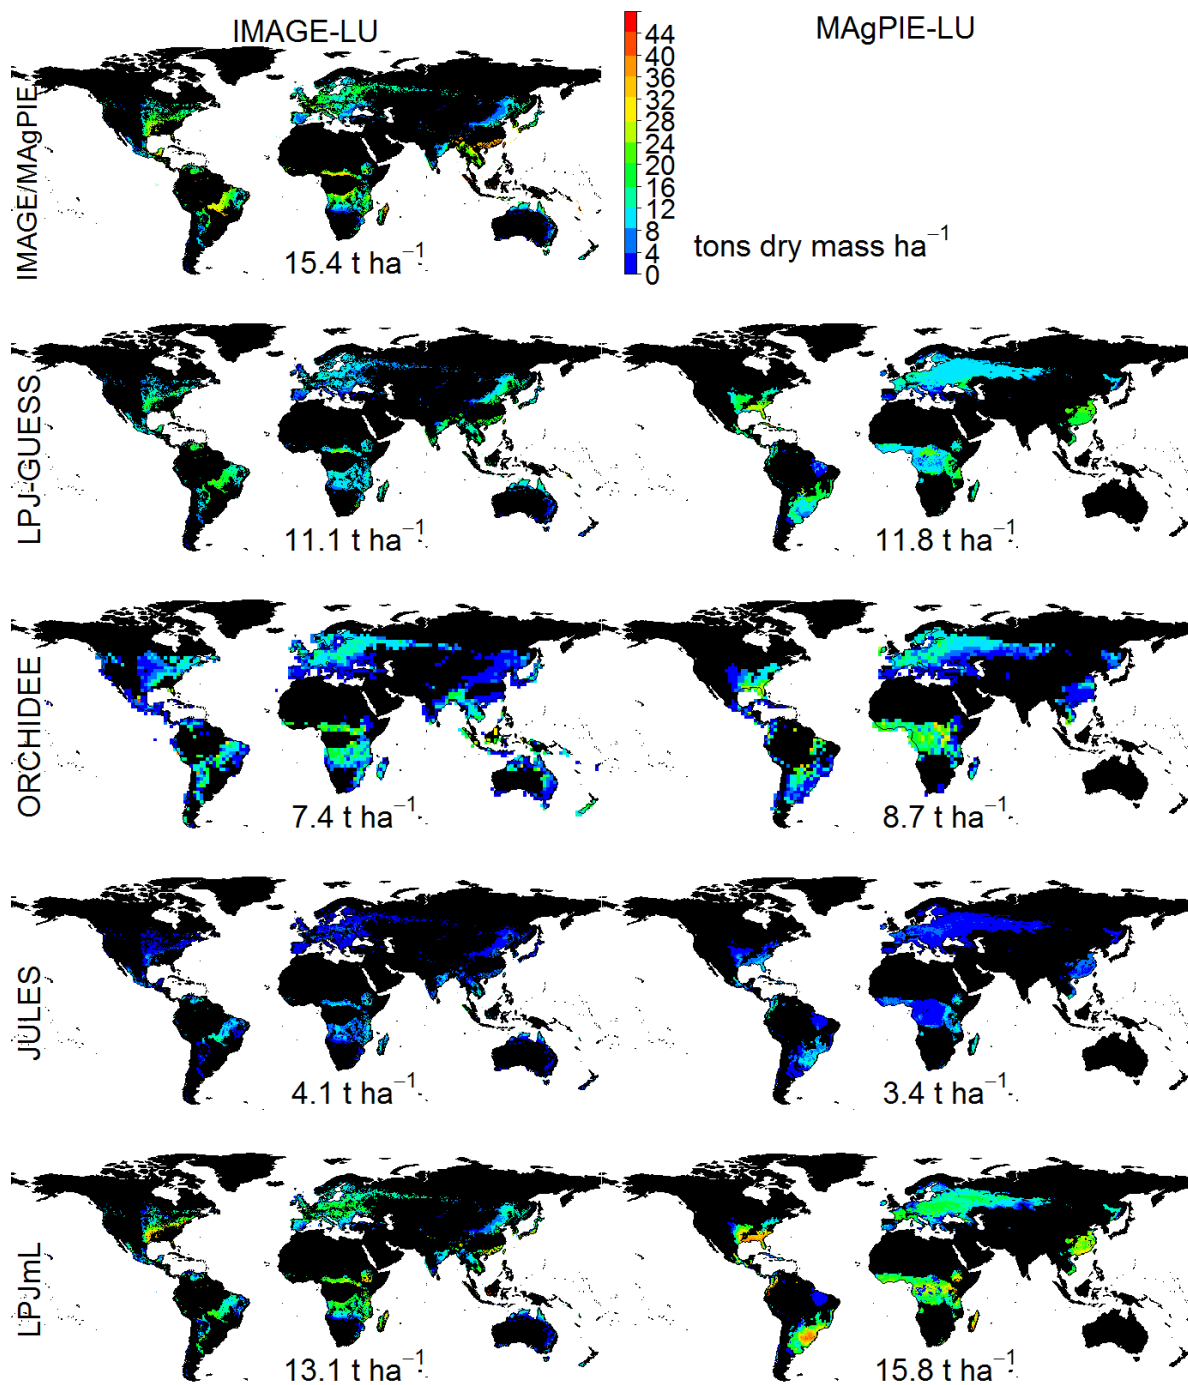 IMAGE-LU
MAgPIE-LU
IMAGE/MAgPIE
44
40
36
32
28
24
20
16
12
8
4
0
tons dry mass ha⁻¹
15.4 t ha⁻¹
LPJ-GUESS
11.1 t ha⁻¹
11.8 t ha⁻¹
ORCHIDEE
7.4 t ha⁻¹
8.7 t ha⁻¹
JULES
4.1 t ha⁻¹
3.4 t ha⁻¹
LPJmL
13.1 t ha⁻¹
15.8 t ha⁻¹